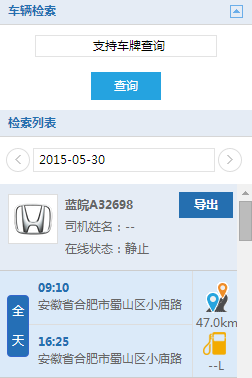 车辆检索
支持车牌查询
查询
检索列表
2015-05-30
蓝皖A32698
导出
司机姓名：--
在线状态：静止
全天
09:10
安徽省合肥市蜀山区小庙路
47.0km
16:25
安徽省合肥市蜀山区小庙路
--L